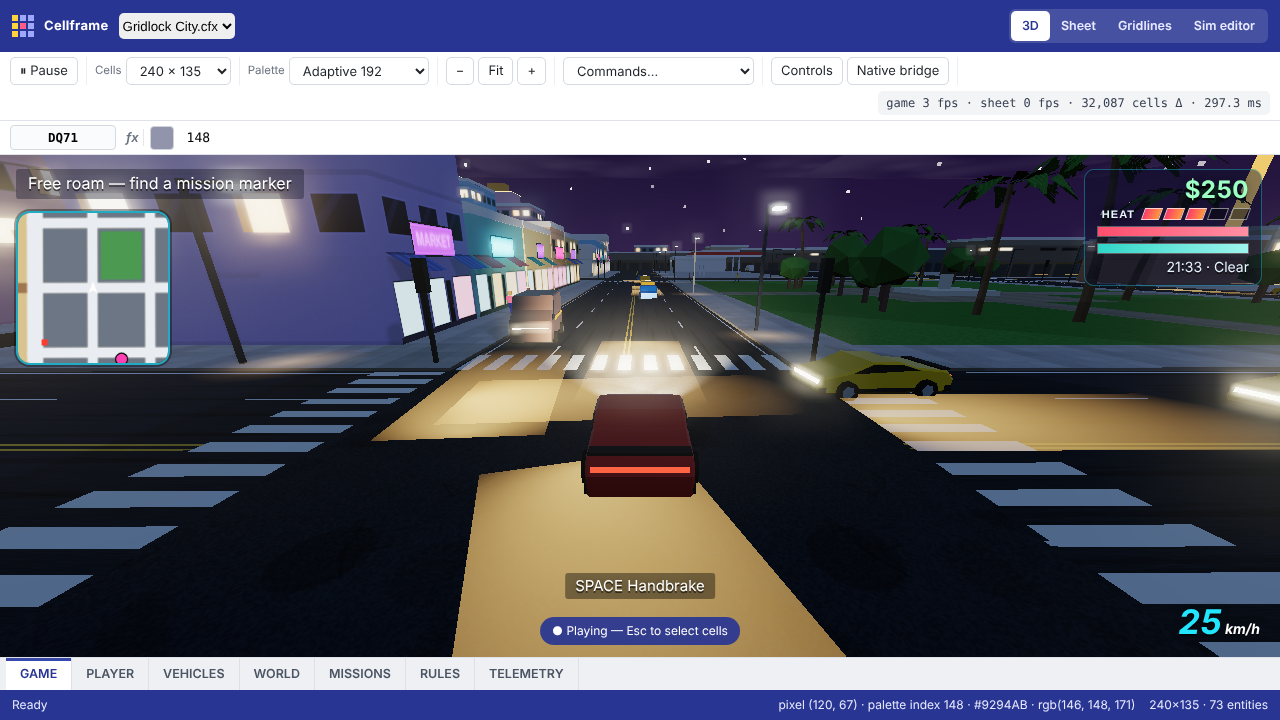 Cellframe Gridlock City.cfx 3D Sheet Gridlines Sim editor
Pause Cells 240 × 135 Palette Adaptive 192 − Fit + Commands... Controls Native bridge
game 3 fps · sheet 0 fps · 32,087 cells Δ · 297.3 ms
DQ71 fx 148
Free roam — find a mission marker
$250
HEAT
21:33 · Clear
MARKET
SPACE Handbrake
25 km/h
Playing — Esc to select cells
GAME PLAYER VEHICLES WORLD MISSIONS RULES TELEMETRY
Ready pixel (120, 67) · palette index 148 · #9294AB · rgb(146, 148, 171) 240×135 · 73 entities